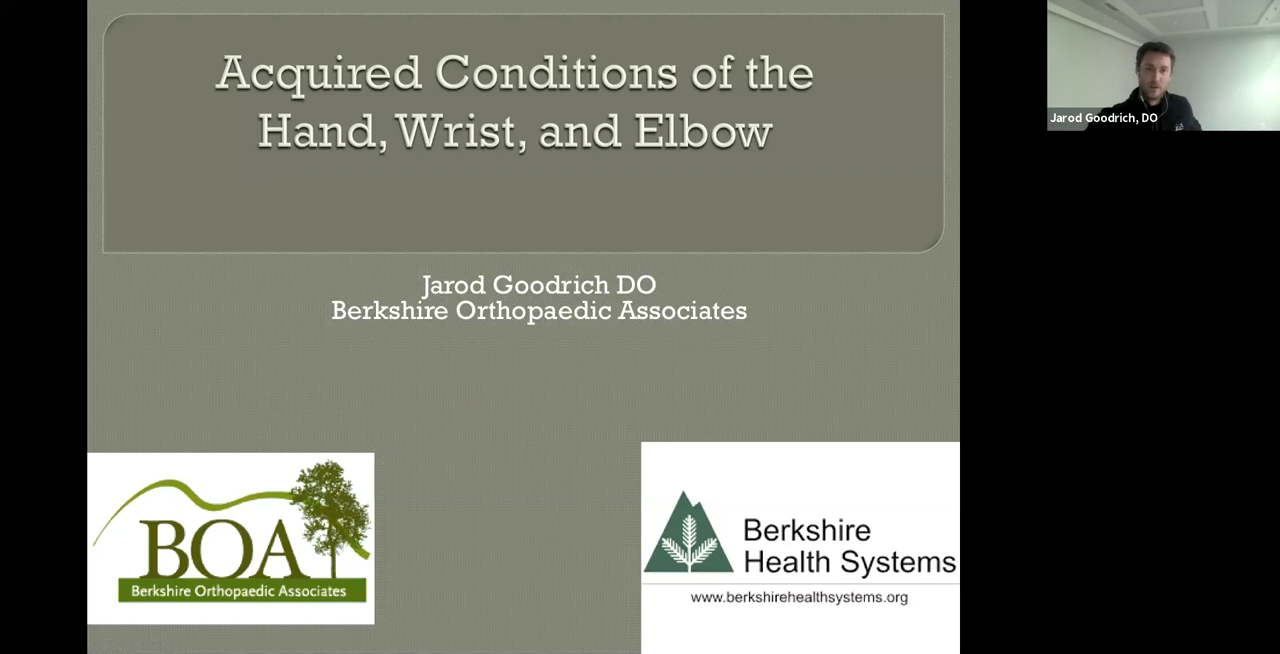 Acquired Conditions of the
Hand, Wrist, and Elbow
Jarod Goodrich, DO
Jarod Goodrich DO
Berkshire Orthopaedic Associates
BOA
Berkshire Orthopaedic Associates
Berkshire
Health Systems
www.berkshirehealthsystems.org